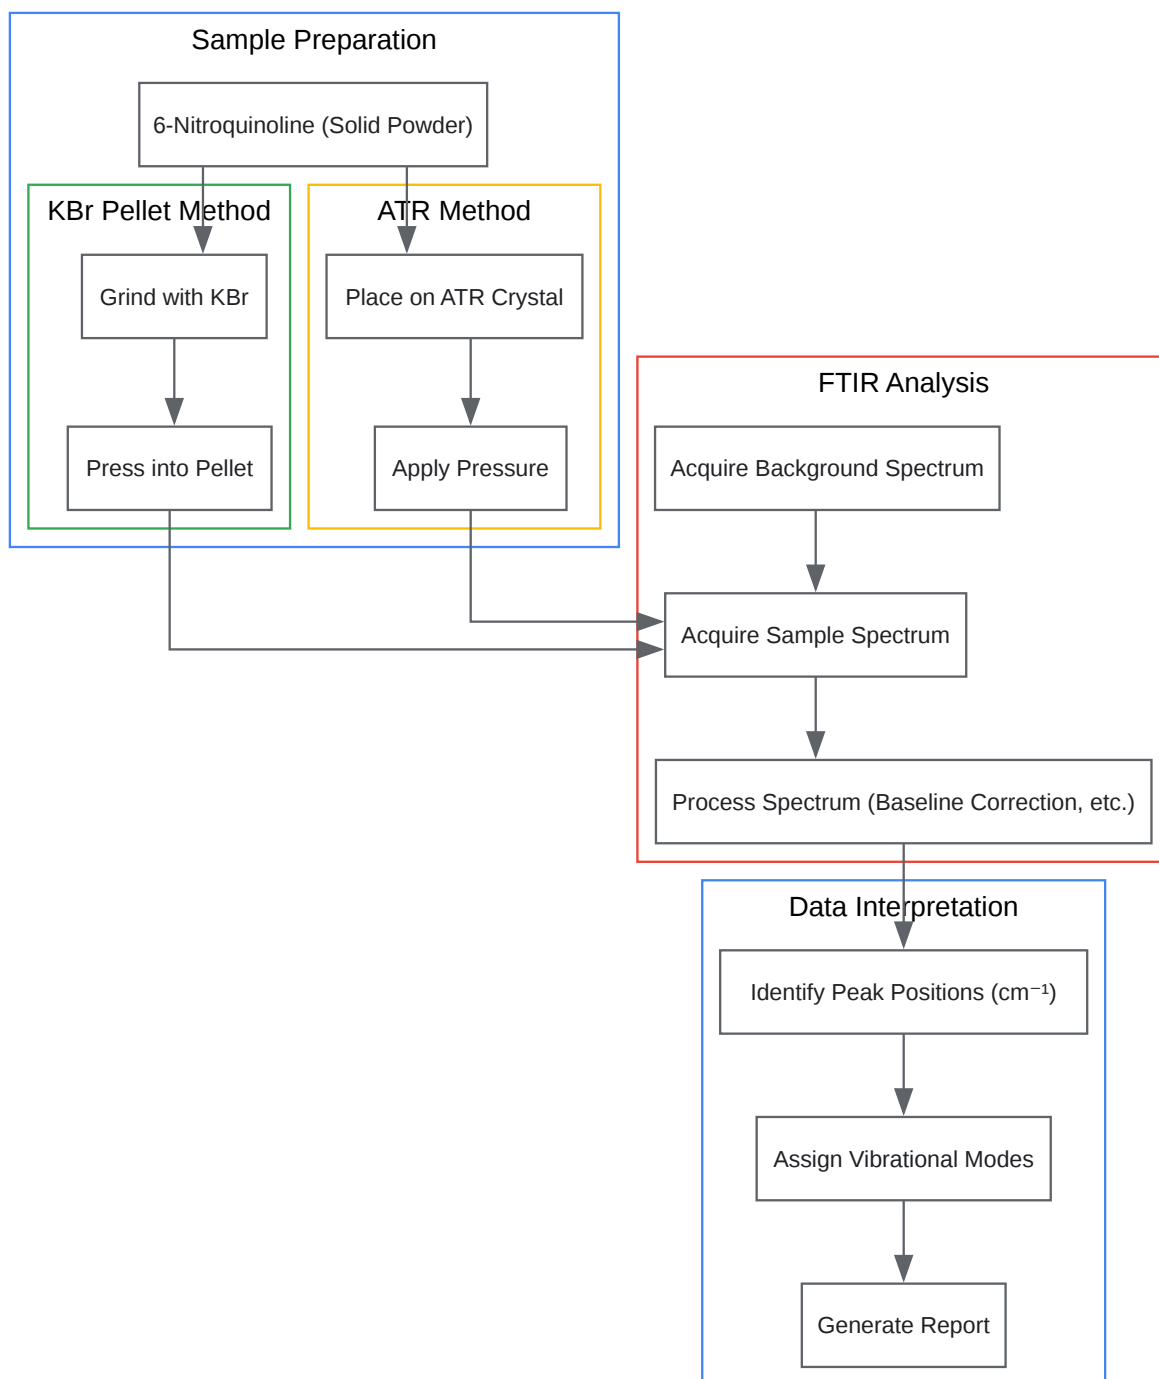 Sample Preparation
6-Nitroquinoline (Solid Powder)
KBr Pellet Method
Grind with KBr
Press into Pellet
ATR Method
Place on ATR Crystal
Apply Pressure
FTIR Analysis
Acquire Background Spectrum
Acquire Sample Spectrum
Process Spectrum (Baseline Correction, etc.)
Data Interpretation
Identify Peak Positions (cm⁻¹)
Assign Vibrational Modes
Generate Report